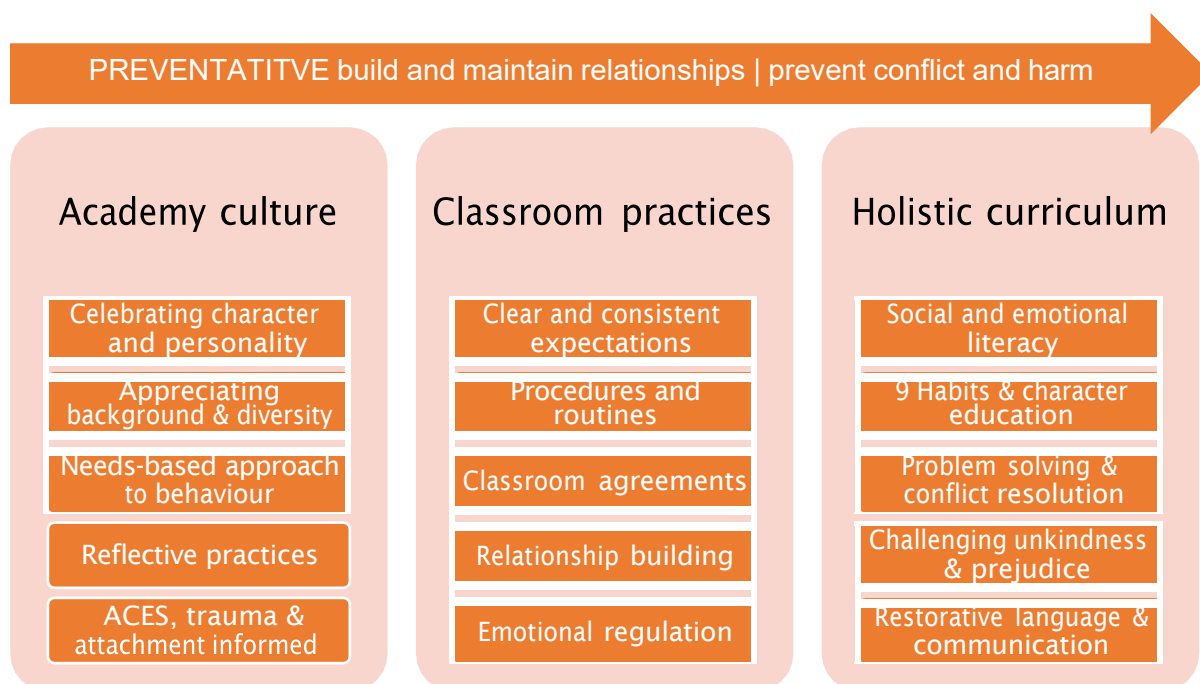 PREVENTATITVE build and maintain relationships | prevent conflict and harm
Academy culture
Celebrating character
and personality
Appreciating
background & diversity
Needs-based approach
to behaviour
Reflective practices
ACES, trauma &
attachment informed
Classroom practices
Clear and consistent
expectations
Procedures and
routines
Classroom agreements
Relationship building
Emotional regulation
Holistic curriculum
Social and emotional
literacy
9 Habits & character
education
Problem solving &
conflict resolution
Challenging unkindness
& prejudice
Restorative language &
communication